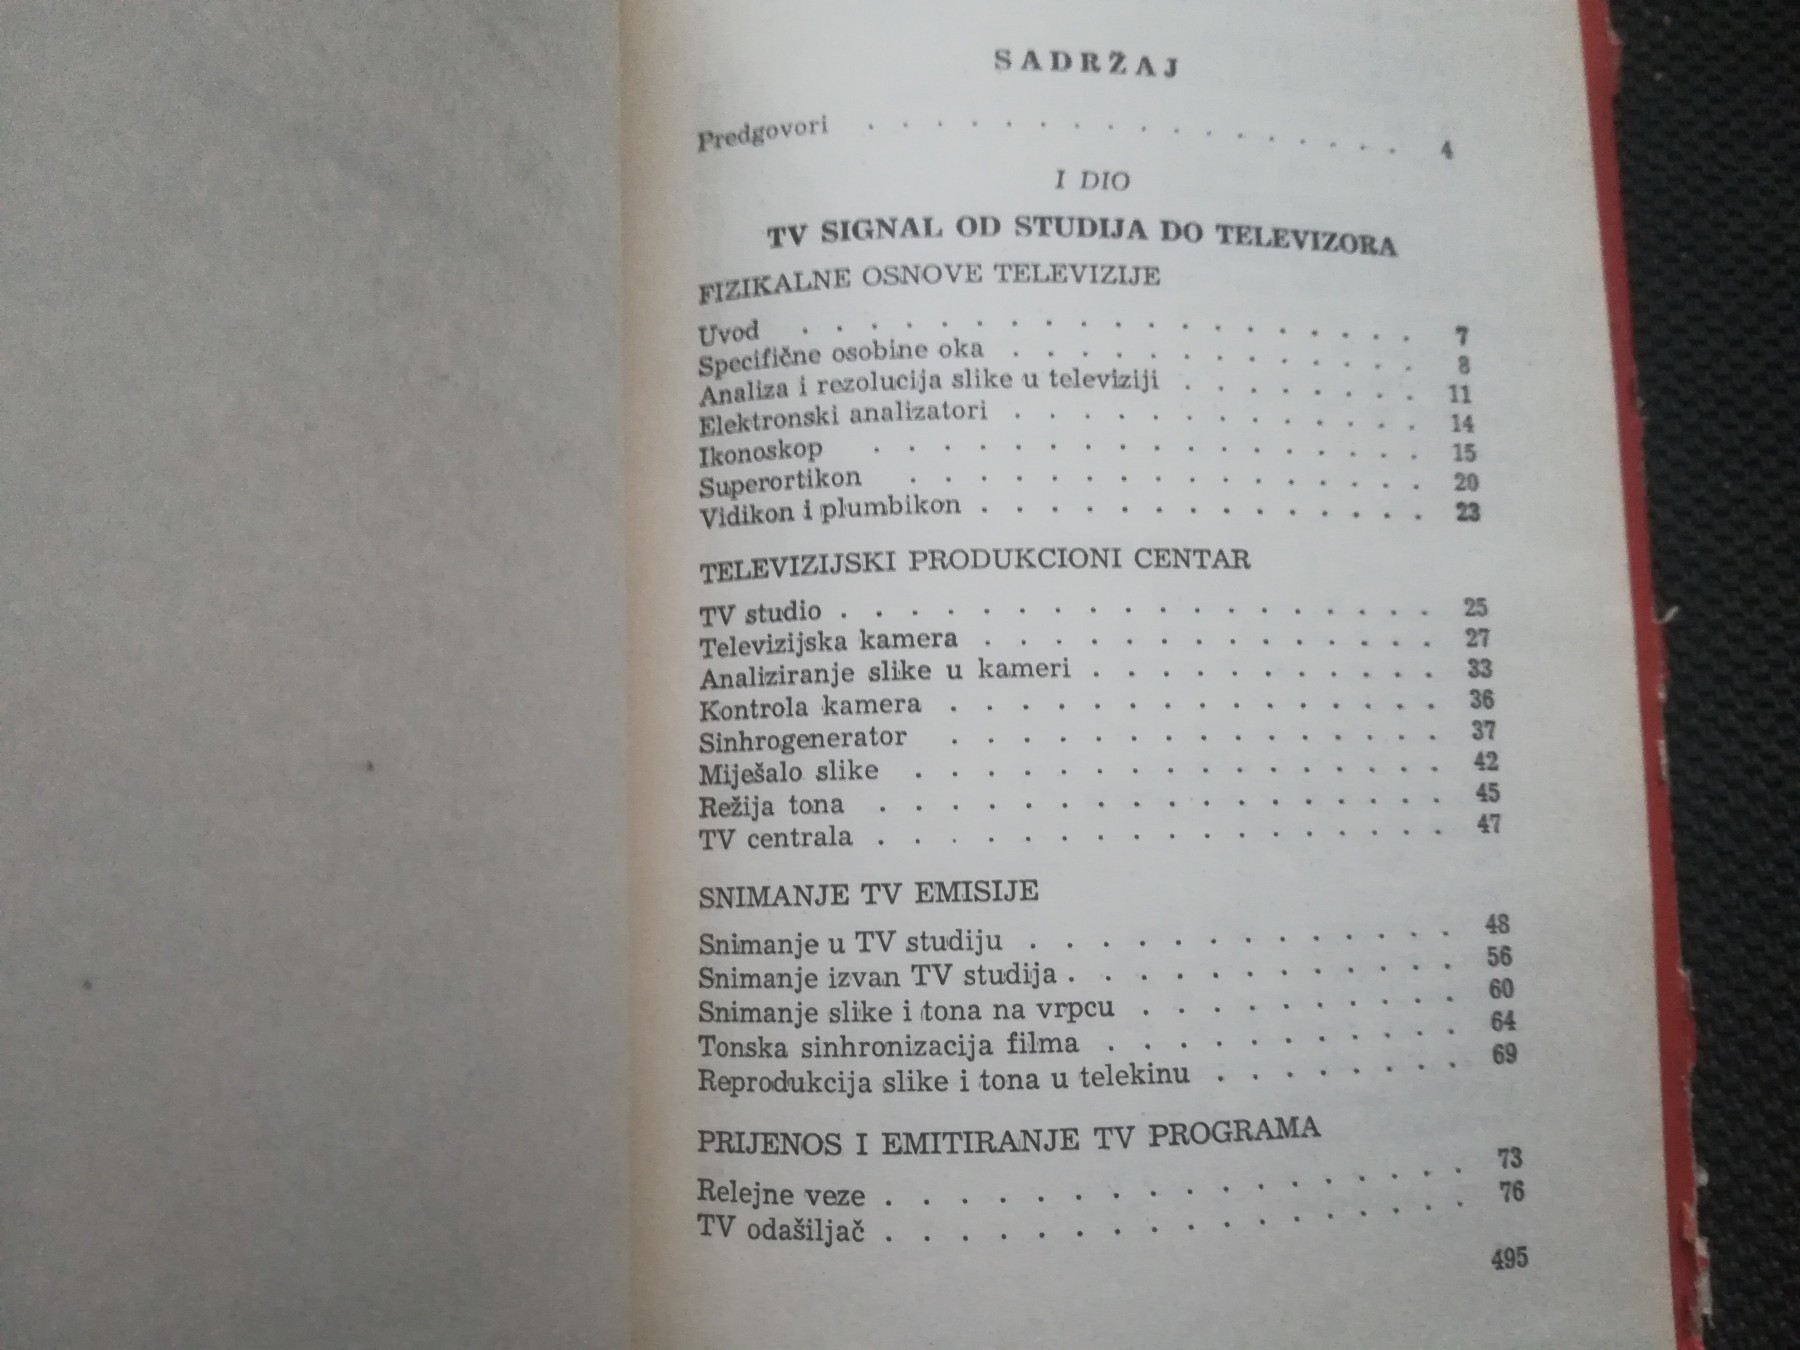 SADRŽAJ
Predgovori . . . . . . . . . . . . . . . . 4
I DIO
TV SIGNAL OD STUDIJA DO TELEVIZORA
FIZIKALNE OSNOVE TELEVIZIJE
Uvod . . . . . . . . . . . . . . . . . . 7
Specifične osobine oka . . . . . . . . . . . . 8
Analiza i rezolucija slike u televiziji . . . . . . . 11
Elektronski analizatori . . . . . . . . . . . . 14
Ikonoskop . . . . . . . . . . . . . . . . 15
Superortikon . . . . . . . . . . . . . . . 20
Vidikon i plumbikon . . . . . . . . . . . . . 23
TELEVIZIJSKI PRODUKCIONI CENTAR
TV studio . . . . . . . . . . . . . . . . . 25
Televizijska kamera . . . . . . . . . . . . . 27
Analiziranje slike u kameri . . . . . . . . . . 33
Kontrola kamera . . . . . . . . . . . . . . 36
Sinhrogenerator . . . . . . . . . . . . . . 37
Miješalo slike . . . . . . . . . . . . . . . 42
Režija tona . . . . . . . . . . . . . . . . 45
TV centrala . . . . . . . . . . . . . . . . 47
SNIMANJE TV EMISIJE
Snimanje u TV studiju . . . . . . . . . . . . 48
Snimanje izvan TV studija . . . . . . . . . . . 56
Snimanje slike i tona na vrpcu . . . . . . . . . 60
Tonska sinhronizacija filma . . . . . . . . . . 64
Reprodukcija slike i tona u telekinu . . . . . . . 69
PRIJENOS I EMITIRANJE TV PROGRAMA
Relejne veze . . . . . . . . . . . . . . . . 73
TV odašiljač . . . . . . . . . . . . . . . . 76
495